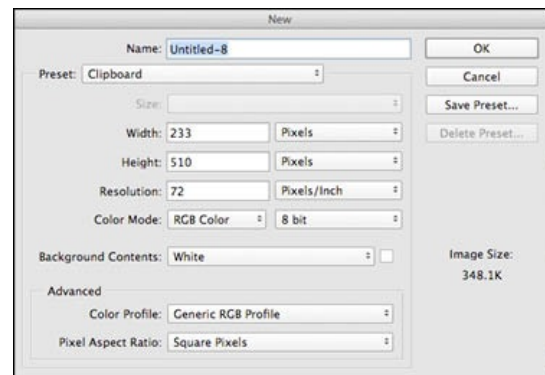 New
Name: Untitled-8
OK
Preset: Clipboard
Cancel
Size:
Save Preset...
Width: 233 Pixels
Delete Preset...
Height: 510 Pixels
Resolution: 72 Pixels/Inch
Color Mode: RGB Color 8 bit
Background Contents: White
Image Size:
348.1K
Advanced
Color Profile: Generic RGB Profile
Pixel Aspect Ratio: Square Pixels